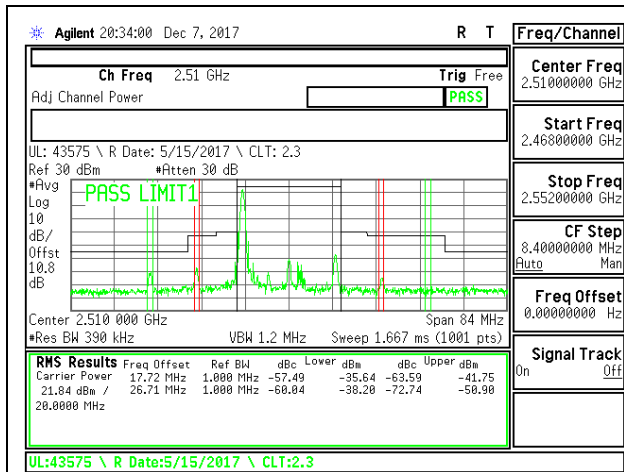 Agilent 20:34:00 Dec 7, 2017 R T
Freq/Channel
Ch Freq 2.51 GHz Trig Free
Adj Channel Power PASS
UL: 43575 \ R Date: 5/15/2017 \ CLT: 2.3
Ref 30 dBm #Atten 30 dB
#Avg
Log
10
dB/
Offst
10.8
dB
PASS LIMIT1
Center 2.510 000 GHz Span 84 MHz
#Res BW 390 kHz VBW 1.2 MHz Sweep 1.667 ms (1001 pts)
RMS Results Freq Offset Ref BW dBc Lower dBm dBc Upper dBm
Carrier Power 17.72 MHz 1.000 MHz -57.49 -35.64 -63.59 -41.75
21.84 dBm / 26.71 MHz 1.000 MHz -60.04 -38.20 -72.74 -50.90
20.0000 MHz
UL:43575 \ R Date:5/15/2017 \ CLT:2.3
Center Freq
2.51000000 GHz
Start Freq
2.46800000 GHz
Stop Freq
2.55200000 GHz
CF Step
8.40000000 MHz
Auto Man
Freq Offset
0.00000000 Hz
Signal Track
On Off